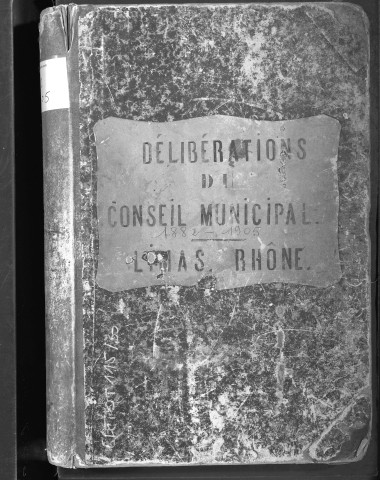 DÉLIBÉRATIONS
DU
CONSEIL MUNICIPAL.
1882-1905
LIMAS. RHÔNE.